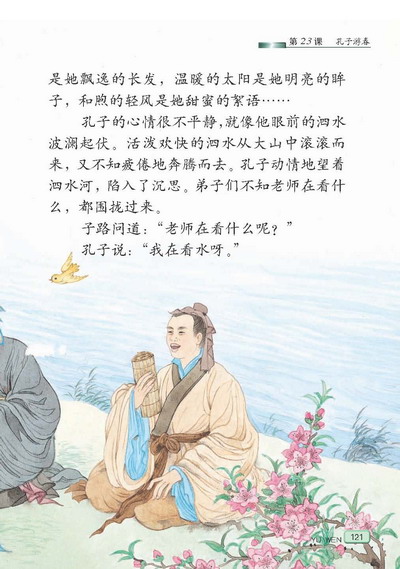 第23课 孔子游春
是她飘逸的长发，温暖的太阳是她明亮的眸
子，和煦的轻风是她甜蜜的絮语……
孔子的心情很不平静，就像他眼前的泗水
波澜起伏。活泼欢快的泗水从大山中滚滚而
来，又不知疲倦地奔腾而去。孔子动情地望着
泗水河，陷入了沉思。弟子们不知老师在看什
么，都围拢过来。
子路问道：“老师在看什么呢？”
孔子说：“我在看水呀。”
YU WEN 121